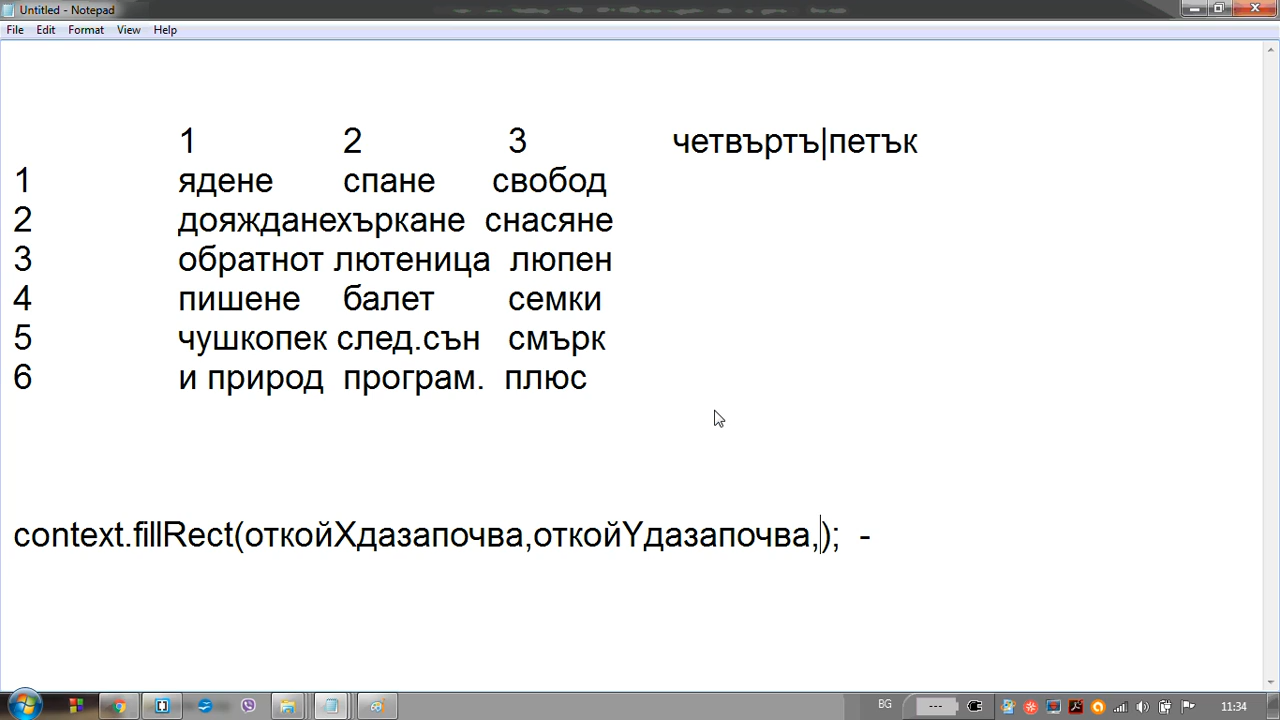 Untitled - Notepad
File Edit Format View Help
1 2 3 четвъртъ|петък
1 ядене спане свобод
2 дояжданехъркане снасяне
3 обратнот лютеница люпен
4 пишене балет семки
5 чушкопек след.сън смърк
6 и природ програм. плюс
context.fillRect(откойXдазапочва,откойYдазапочва,); -
BG --- 11:34